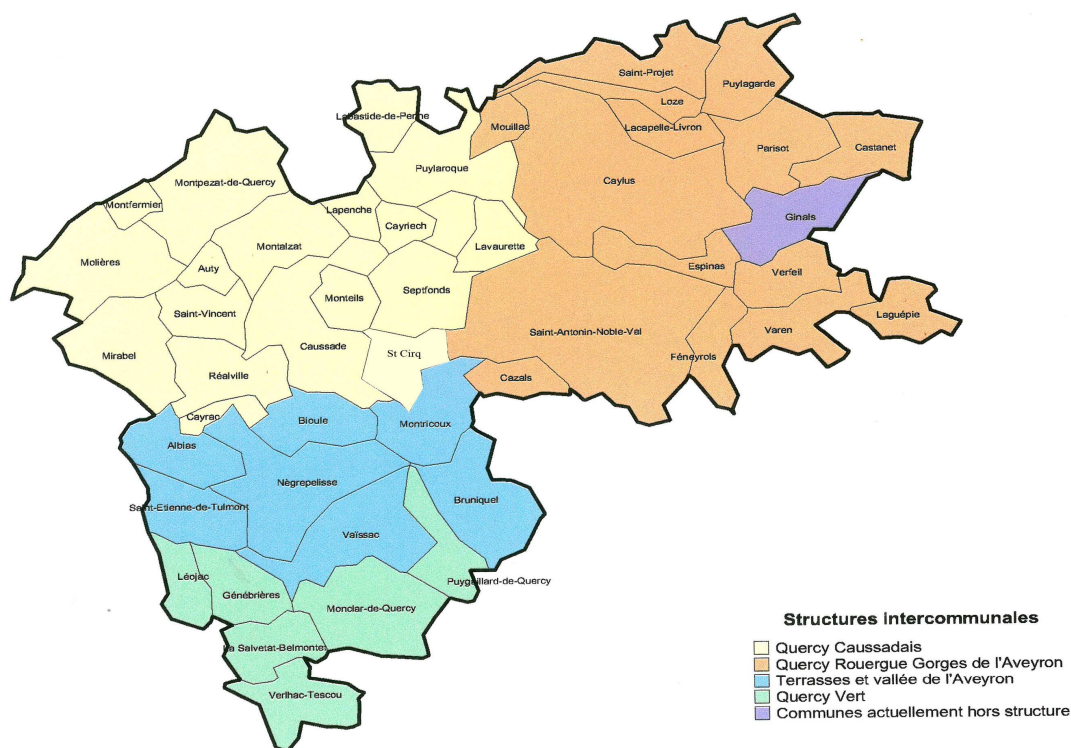 Saint-Projet
Puylagarde
Loze
Labastide-de-Penne
Mouillac
Lacapelle-Livron
Parisot
Castanet
Puylaroque
Caylus
Montpezat-de-Quercy
Montfermier
Lapenche
Cayriech
Ginals
Montalzat
Lavaurette
Molières
Auty
Espinas
Verfeil
Monteils
Septfonds
Saint-Vincent
Laguépie
Saint-Antonin-Noble-Val
Varen
Caussade
St Cirq
Mirabel
Féneyrols
Réalville
Cazals
Cayrac
Bioule
Montricoux
Albias
Nègrepelisse
Bruniquel
Saint-Etienne-de-Tulmont
Vaïssac
Léojac
Puygaillard-de-Quercy
Génébrières
Monclar-de-Quercy
La Salvetat-Belmontet
Verlhac-Tescou
Structures Intercommunales
Quercy Caussadais
Quercy Rouergue Gorges de l'Aveyron
Terrasses et vallée de l'Aveyron
Quercy Vert
Communes actuellement hors structure